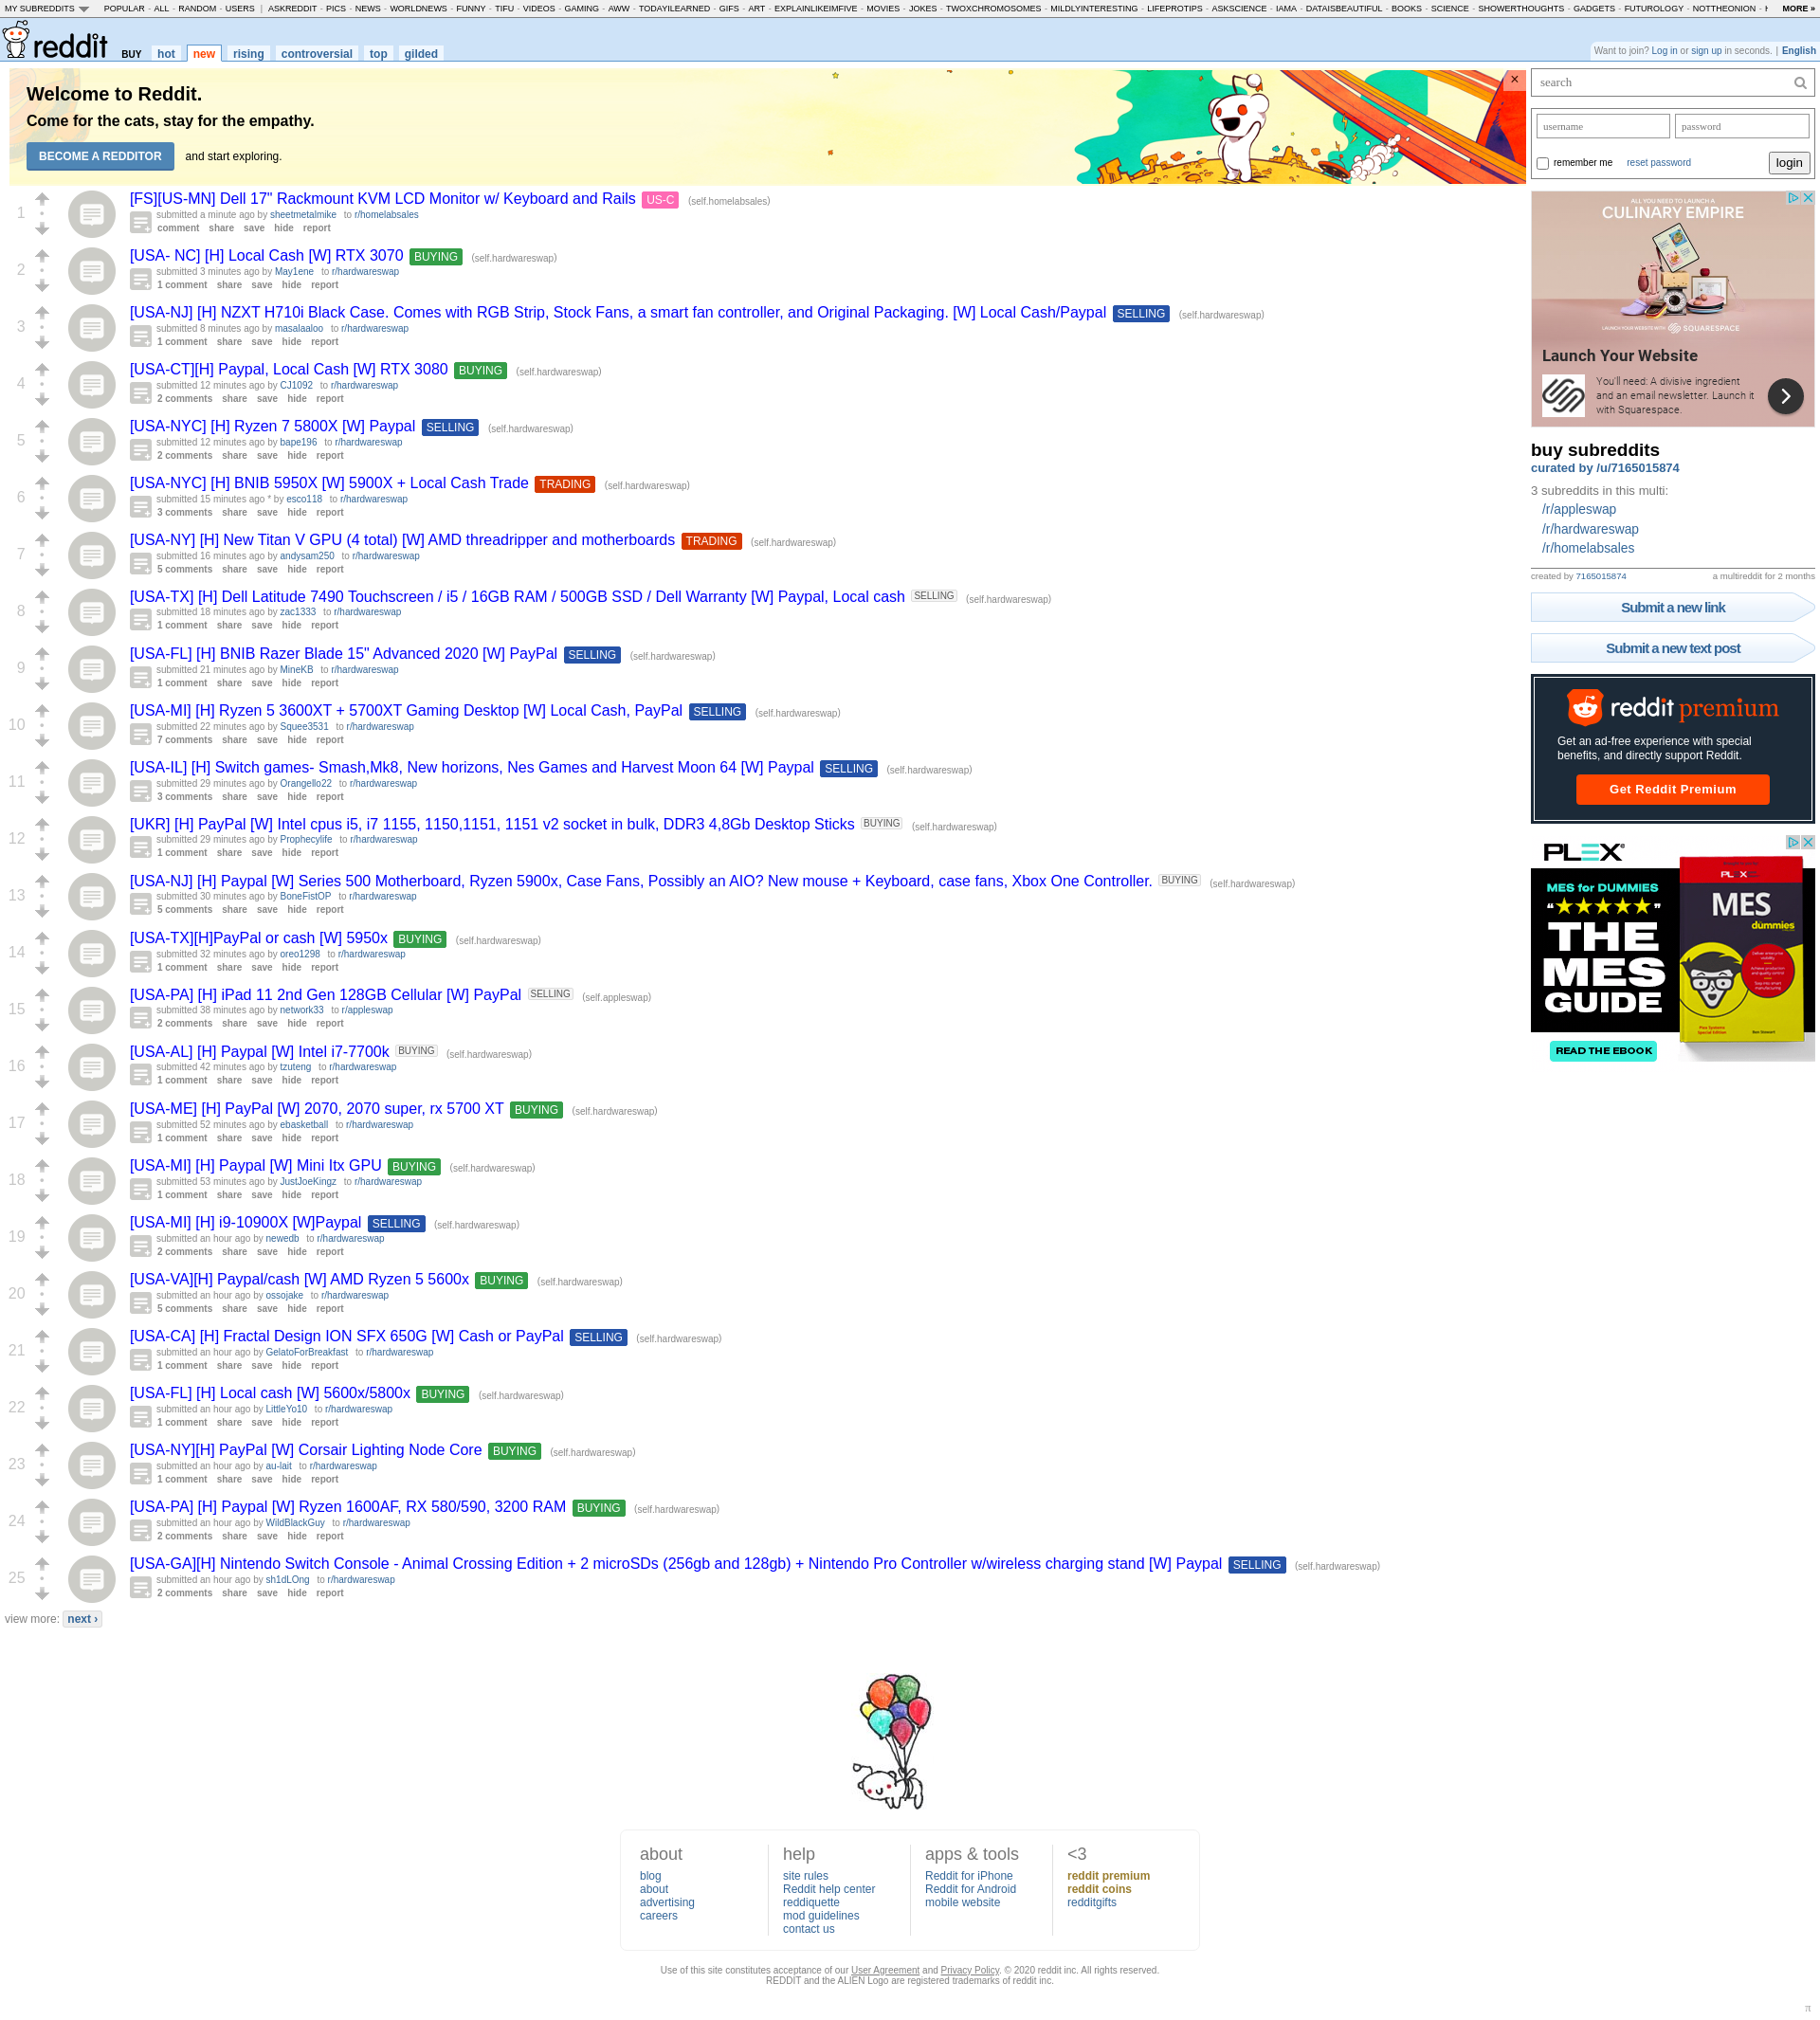 MY SUBREDDITS POPULAR - ALL - RANDOM - USERS | ASKREDDIT - PICS - NEWS - WORLDNEWS - FUNNY - TIFU - VIDEOS - GAMING - AWW - TODAYILEARNED - GIFS - ART - EXPLAINLIKEIMFIVE - MOVIES - JOKES - TWOXCHROMOSOMES - MILDLYINTERESTING - LIFEPROTIPS - ASKSCIENCE - IAMA - DATAISBEAUTIFUL - BOOKS - SCIENCE - SHOWERTHOUGHTS - GADGETS - FUTUROLOGY - NOTTHEONION - MORE »
reddit BUY hot new rising controversial top gilded
Want to join? Log in or sign up in seconds. | English
Welcome to Reddit.
Come for the cats, stay for the empathy.
BECOME A REDDITOR and start exploring.
×
1
[FS][US-MN] Dell 17" Rackmount KVM LCD Monitor w/ Keyboard and Rails US-C (self.homelabsales)
submitted a minute ago by sheetmetalmike to r/homelabsales
comment share save hide report
2
[USA- NC] [H] Local Cash [W] RTX 3070 BUYING (self.hardwareswap)
submitted 3 minutes ago by May1ene to r/hardwareswap
1 comment share save hide report
3
[USA-NJ] [H] NZXT H710i Black Case. Comes with RGB Strip, Stock Fans, a smart fan controller, and Original Packaging. [W] Local Cash/Paypal SELLING (self.hardwareswap)
submitted 8 minutes ago by masalaaloo to r/hardwareswap
1 comment share save hide report
4
[USA-CT][H] Paypal, Local Cash [W] RTX 3080 BUYING (self.hardwareswap)
submitted 12 minutes ago by CJ1092 to r/hardwareswap
2 comments share save hide report
5
[USA-NYC] [H] Ryzen 7 5800X [W] Paypal SELLING (self.hardwareswap)
submitted 12 minutes ago by bape196 to r/hardwareswap
2 comments share save hide report
6
[USA-NYC] [H] BNIB 5950X [W] 5900X + Local Cash Trade TRADING (self.hardwareswap)
submitted 15 minutes ago * by esco118 to r/hardwareswap
3 comments share save hide report
7
[USA-NY] [H] New Titan V GPU (4 total) [W] AMD threadripper and motherboards TRADING (self.hardwareswap)
submitted 16 minutes ago by andysam250 to r/hardwareswap
5 comments share save hide report
8
[USA-TX] [H] Dell Latitude 7490 Touchscreen / i5 / 16GB RAM / 500GB SSD / Dell Warranty [W] Paypal, Local cash SELLING (self.hardwareswap)
submitted 18 minutes ago by zac1333 to r/hardwareswap
1 comment share save hide report
9
[USA-FL] [H] BNIB Razer Blade 15" Advanced 2020 [W] PayPal SELLING (self.hardwareswap)
submitted 21 minutes ago by MineKB to r/hardwareswap
1 comment share save hide report
10
[USA-MI] [H] Ryzen 5 3600XT + 5700XT Gaming Desktop [W] Local Cash, PayPal SELLING (self.hardwareswap)
submitted 22 minutes ago by Squee3531 to r/hardwareswap
7 comments share save hide report
11
[USA-IL] [H] Switch games- Smash,Mk8, New horizons, Nes Games and Harvest Moon 64 [W] Paypal SELLING (self.hardwareswap)
submitted 29 minutes ago by Orangello22 to r/hardwareswap
3 comments share save hide report
12
[UKR] [H] PayPal [W] Intel cpus i5, i7 1155, 1150,1151, 1151 v2 socket in bulk, DDR3 4,8Gb Desktop Sticks BUYING (self.hardwareswap)
submitted 29 minutes ago by Prophecylife to r/hardwareswap
1 comment share save hide report
13
[USA-NJ] [H] Paypal [W] Series 500 Motherboard, Ryzen 5900x, Case Fans, Possibly an AIO? New mouse + Keyboard, case fans, Xbox One Controller. BUYING (self.hardwareswap)
submitted 30 minutes ago by BoneFistOP to r/hardwareswap
5 comments share save hide report
14
[USA-TX][H]PayPal or cash [W] 5950x BUYING (self.hardwareswap)
submitted 32 minutes ago by oreo1298 to r/hardwareswap
1 comment share save hide report
15
[USA-PA] [H] iPad 11 2nd Gen 128GB Cellular [W] PayPal SELLING (self.appleswap)
submitted 38 minutes ago by network33 to r/appleswap
2 comments share save hide report
16
[USA-AL] [H] Paypal [W] Intel i7-7700k BUYING (self.hardwareswap)
submitted 42 minutes ago by tzuteng to r/hardwareswap
1 comment share save hide report
17
[USA-ME] [H] PayPal [W] 2070, 2070 super, rx 5700 XT BUYING (self.hardwareswap)
submitted 52 minutes ago by ebasketball to r/hardwareswap
1 comment share save hide report
18
[USA-MI] [H] Paypal [W] Mini Itx GPU BUYING (self.hardwareswap)
submitted 53 minutes ago by JustJoeKingz to r/hardwareswap
1 comment share save hide report
19
[USA-MI] [H] i9-10900X [W]Paypal SELLING (self.hardwareswap)
submitted an hour ago by newedb to r/hardwareswap
2 comments share save hide report
20
[USA-VA][H] Paypal/cash [W] AMD Ryzen 5 5600x BUYING (self.hardwareswap)
submitted an hour ago by ossojake to r/hardwareswap
5 comments share save hide report
21
[USA-CA] [H] Fractal Design ION SFX 650G [W] Cash or PayPal SELLING (self.hardwareswap)
submitted an hour ago by GelatoForBreakfast to r/hardwareswap
1 comment share save hide report
22
[USA-FL] [H] Local cash [W] 5600x/5800x BUYING (self.hardwareswap)
submitted an hour ago by LittleYo10 to r/hardwareswap
1 comment share save hide report
23
[USA-NY][H] PayPal [W] Corsair Lighting Node Core BUYING (self.hardwareswap)
submitted an hour ago by au-lait to r/hardwareswap
1 comment share save hide report
24
[USA-PA] [H] Paypal [W] Ryzen 1600AF, RX 580/590, 3200 RAM BUYING (self.hardwareswap)
submitted an hour ago by WildBlackGuy to r/hardwareswap
2 comments share save hide report
25
[USA-GA][H] Nintendo Switch Console - Animal Crossing Edition + 2 microSDs (256gb and 128gb) + Nintendo Pro Controller w/wireless charging stand [W] Paypal SELLING (self.hardwareswap)
submitted an hour ago by sh1dLOng to r/hardwareswap
2 comments share save hide report
view more: next ›
search
username password
remember me reset password login
ALL YOU NEED TO LAUNCH A
CULINARY EMPIRE
LAUNCH YOUR WEBSITE WITH SQUARESPACE
Launch Your Website
You'll need: A divisive ingredient
and an email newsletter. Launch it
with Squarespace.
buy subreddits
curated by /u/7165015874
3 subreddits in this multi:
/r/appleswap
/r/hardwareswap
/r/homelabsales
created by 7165015874 a multireddit for 2 months
Submit a new link
Submit a new text post
reddit premium
Get an ad-free experience with special
benefits, and directly support Reddit.
Get Reddit Premium
PLEX
MES for DUMMIES
"★★★★★"
THE
MES
GUIDE
READ THE EBOOK
PLEX
MES
dummies
about
blog
about
advertising
careers
help
site rules
Reddit help center
reddiquette
mod guidelines
contact us
apps & tools
Reddit for iPhone
Reddit for Android
mobile website
<3
reddit premium
reddit coins
redditgifts
Use of this site constitutes acceptance of our User Agreement and Privacy Policy. © 2020 reddit inc. All rights reserved.
REDDIT and the ALIEN Logo are registered trademarks of reddit inc.
π